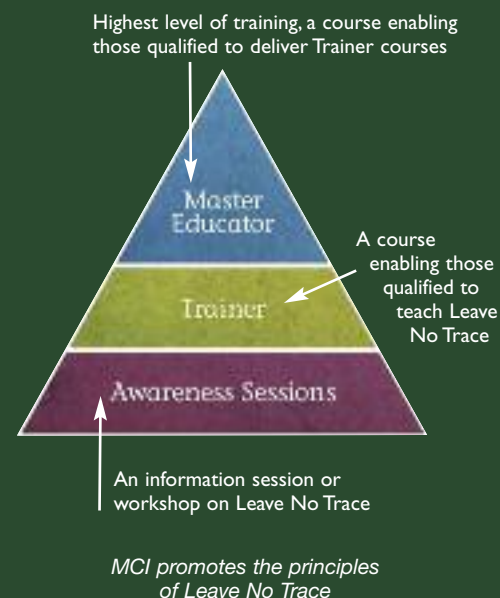 Highest level of training, a course enabling
those qualified to deliver Trainer courses
Master
Educator
A course
enabling those
qualified to
teach Leave
No Trace
Trainer
Awareness Sessions
An information session or
workshop on Leave No Trace
MCI promotes the principles
of Leave No Trace